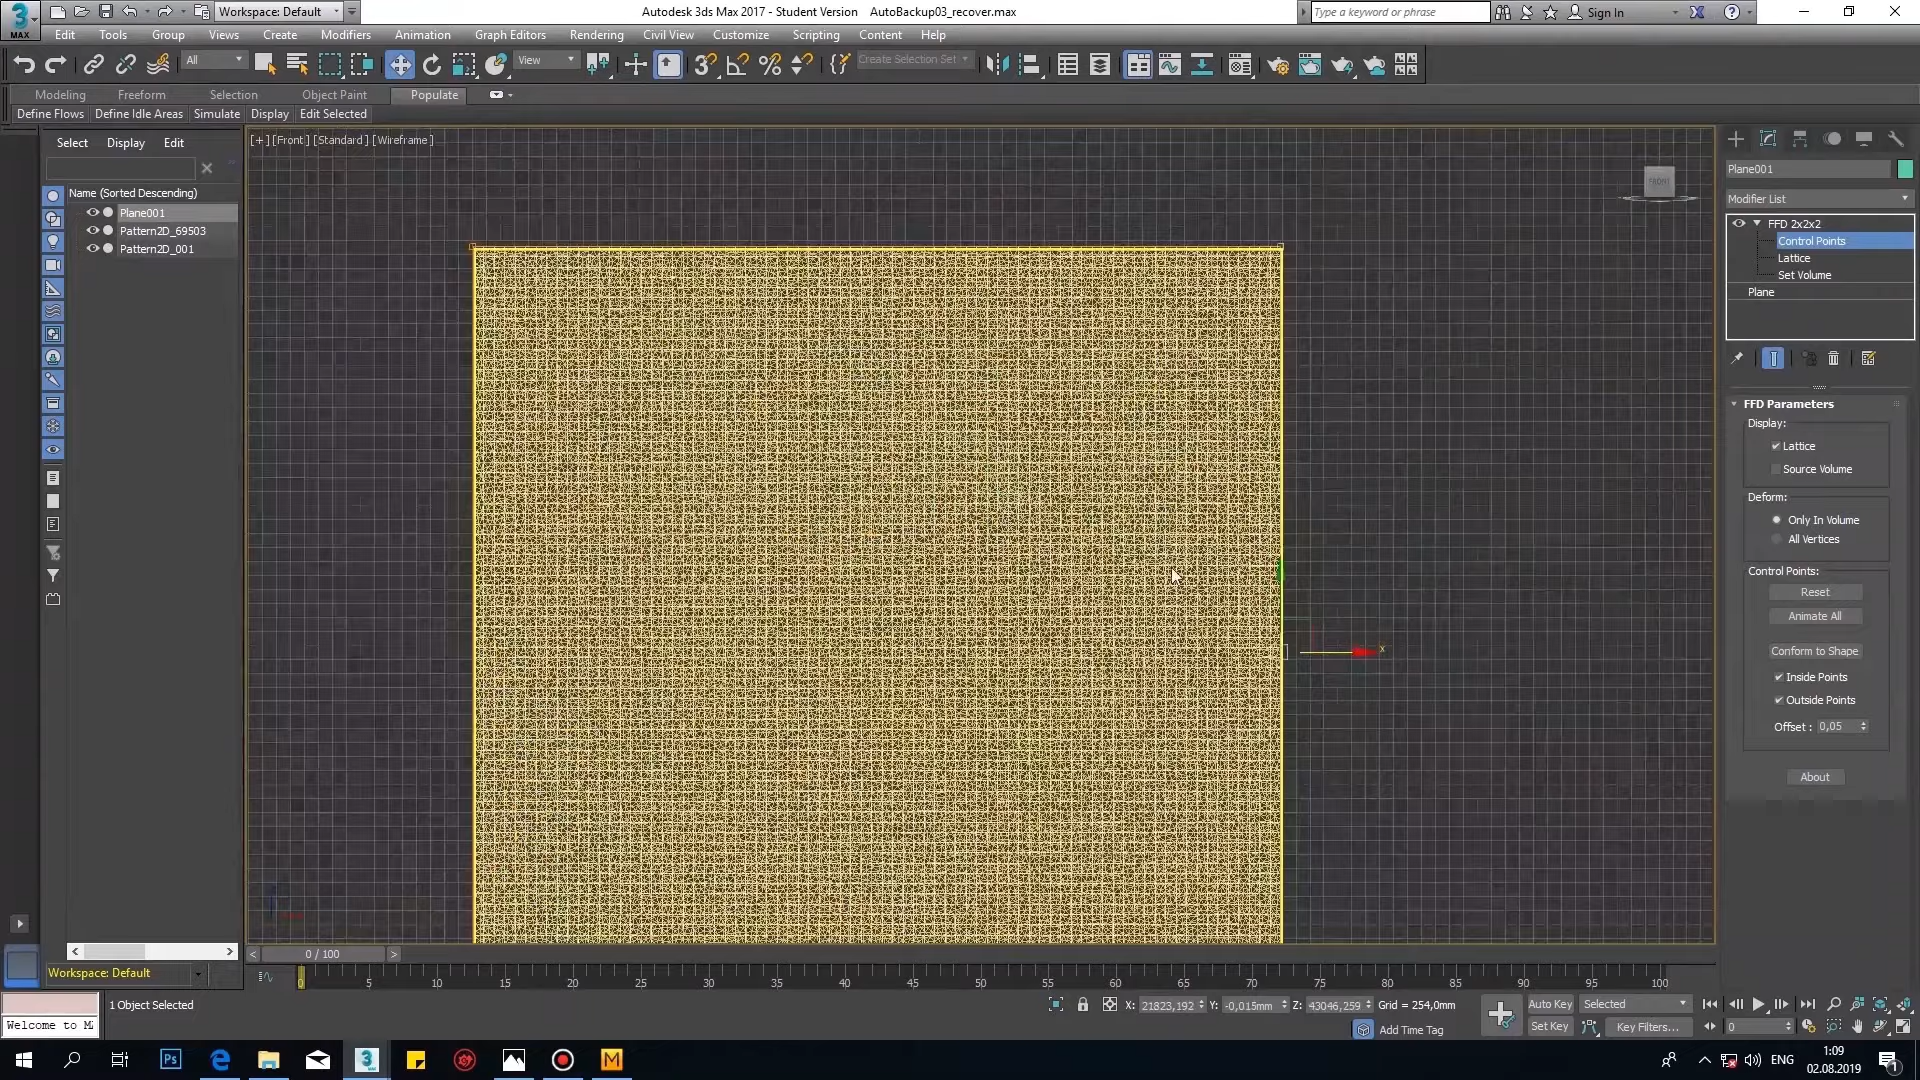 Workspace: Default
Autodesk 3ds Max 2017 - Student Version    AutoBackup03_recover.max
Type a keyword or phrase
Sign In
MAX
Edit Tools Group Views Create Modifiers Animation Graph Editors Rendering Civil View Customize Scripting Content Help
All
View
Create Selection Set
Modeling Freeform Selection Object Paint Populate
Define Flows Define Idle Areas Simulate Display Edit Selected
Select Display Edit
[+] [Front] [Standard] [Wireframe]
FRONT
Name (Sorted Descending)
Plane001
Pattern2D_69503
Pattern2D_001
Plane001
Modifier List
FFD 2x2x2
Control Points
Lattice
Set Volume
Plane
FFD Parameters
Display:
Lattice
Source Volume
Deform:
Only In Volume
All Vertices
Control Points:
Reset
Animate All
Conform to Shape
Inside Points
Outside Points
Offset : 0,05
About
x
0 / 100
Workspace: Default
0 5 10 15 20 25 30 35 40 45 50 55 60 65 70 75 80 85 90 95 100
1 Object Selected
X: 21823,192 Y: -0,015mm Z: 43046,259 Grid = 254,0mm
Auto Key Selected
Welcome to M
Add Time Tag
Set Key Key Filters...
0
Ps
3
MAX
M
ENG
1:09
02.08.2019
1